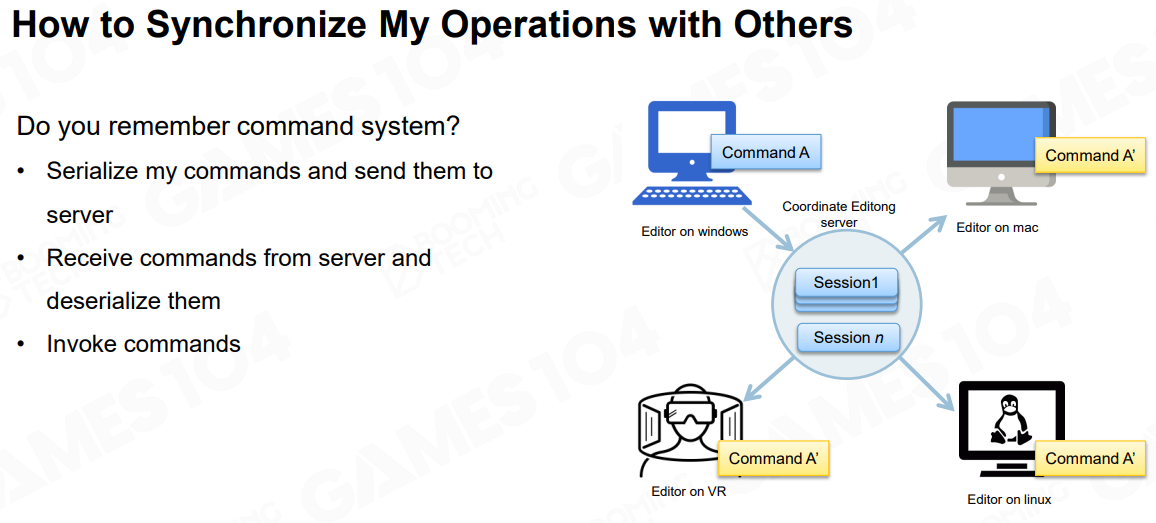 How to Synchronize My Operations with Others
Do you remember command system?
• Serialize my commands and send them to
server
• Receive commands from server and
deserialize them
• Invoke commands
Command A
Editor on windows
Coordinate Editong
server
Session1
Session n
Command A’
Editor on mac
Command A’
Editor on VR
Command A’
Editor on linux
GAMES 104
BOOMING
TECH